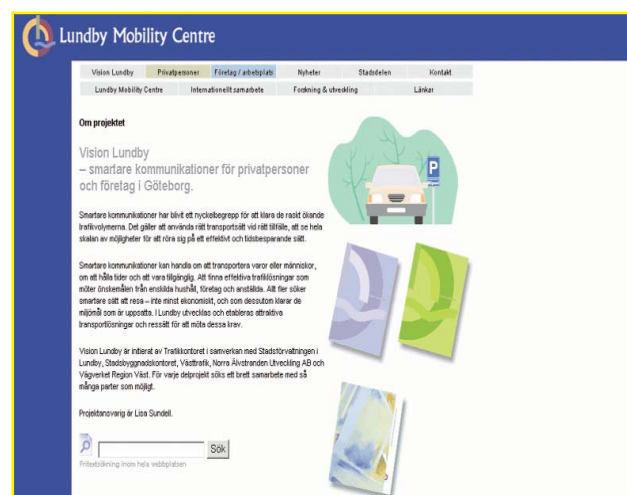 Lundby Mobility Centre
Vision Lundby Privatpersoner Företag / arbetsplats Nyheter Stadsdelen Kontakt
Lundby Mobility Centre Internationellt samarbete Forskning & utveckling Länkar
Om projektet
Vision Lundby
– smartare kommunikationer för privatpersoner
och företag i Göteborg.
Smartare kommunikationer har blivit ett nyckelbegrepp för att klara de raskt ökande
trafikvolymerna. Det gäller att använda rätt transportsätt vid rätt tillfälle, att se hela
skalan av möjligheter för att röra sig på ett effektivt och tidsbesparande sätt.
Smartare kommunikationer kan handla om att transportera varor eller människor,
om att hålla tider och att vara tillgänglig. Att finna effektiva trafiklösningar som
möter önskemålen från enskilda hushåll, företag och anställda. Allt fler söker
smartare sätt att resa – inte minst ekonomiskt, och som dessutom klarar de
miljömål som är uppsatta. I Lundby utvecklas och etableras attraktiva
transportlösningar och ressätt för att möta dessa krav.
Vision Lundby är initierat av Trafikkontoret i samverkan med Stadsförvaltningen i
Lundby, Stadsbyggnadskontoret, Västtrafik, Norra Älvstranden Utveckling AB och
Vägverket Region Väst. För varje delprojekt söks ett brett samarbete med så
många parter som möjligt.
Projektansvarig är Lisa Sundell.
Sök
Fritextsökning inom hela webbplatsen
P